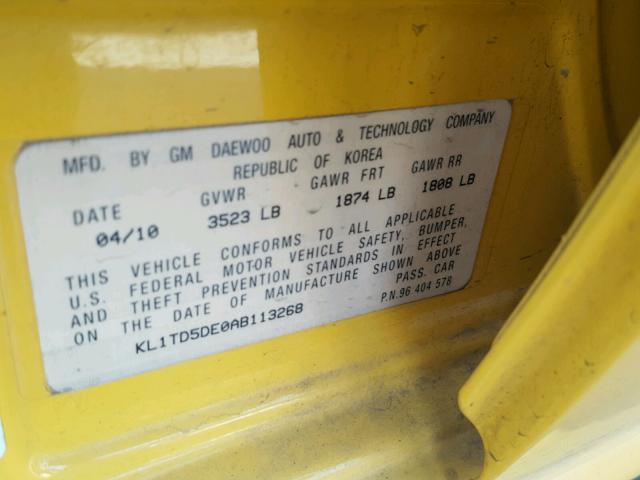 MFD. BY GM DAEWOO AUTO & TECHNOLOGY COMPANY
REPUBLIC OF KOREA
DATE GVWR GAWR FRT GAWR RR
04/10 3523 LB 1874 LB 1808 LB
THIS VEHICLE CONFORMS TO ALL APPLICABLE
U.S. FEDERAL MOTOR VEHICLE SAFETY, BUMPER,
AND THEFT PREVENTION STANDARDS IN EFFECT
ON THE DATE OF MANUFACTURE SHOWN ABOVE
PASS. CAR
KL1TD5DE0AB113268
P.N.96 404 578